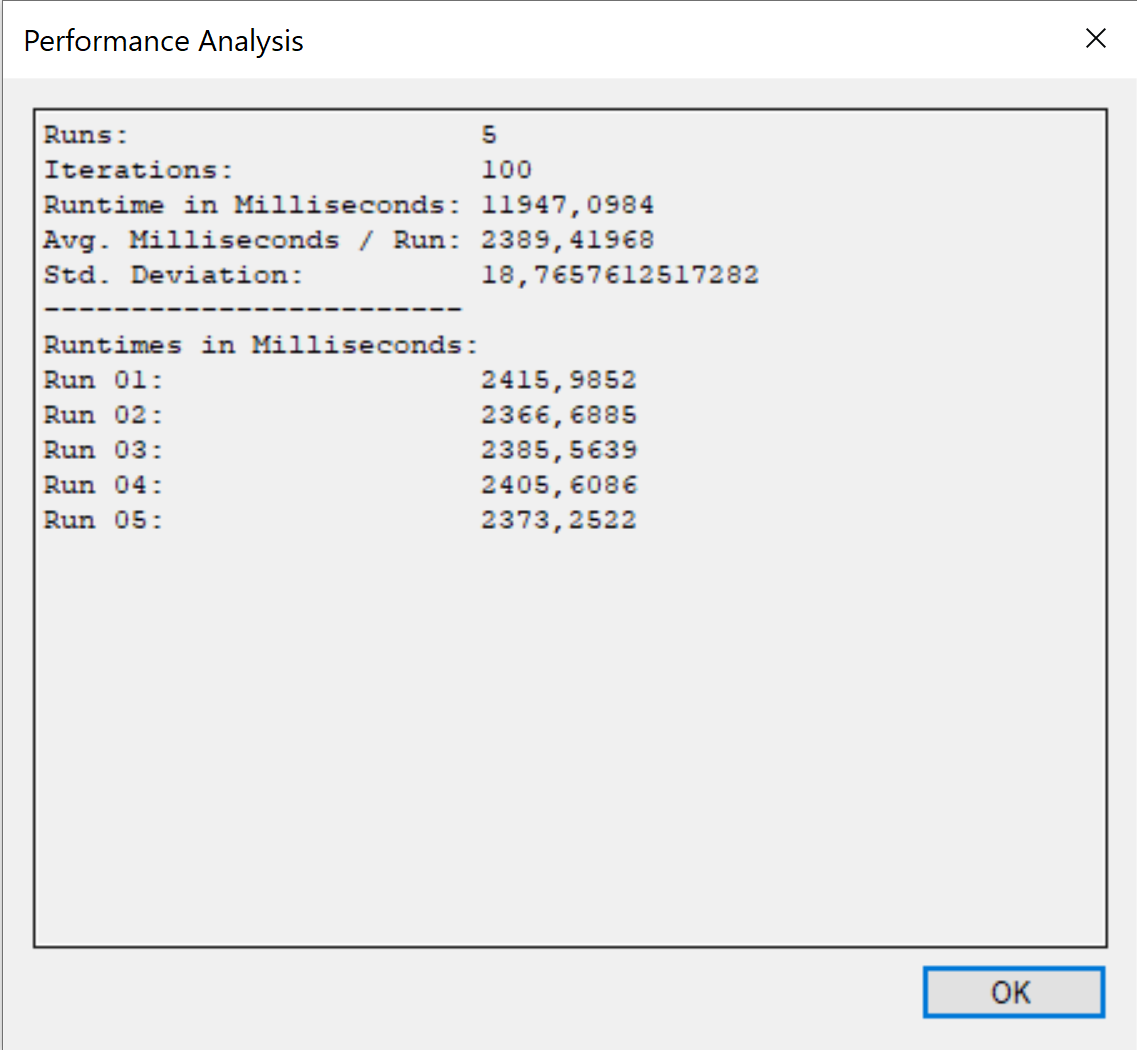 Performance Analysis
Runs: 5
Iterations: 100
Runtime in Milliseconds: 11947,0984
Avg. Milliseconds / Run: 2389,41968
Std. Deviation: 18,7657612517282
------------------------
Runtimes in Milliseconds:
Run 01: 2415,9852
Run 02: 2366,6885
Run 03: 2385,5639
Run 04: 2405,6086
Run 05: 2373,2522
OK